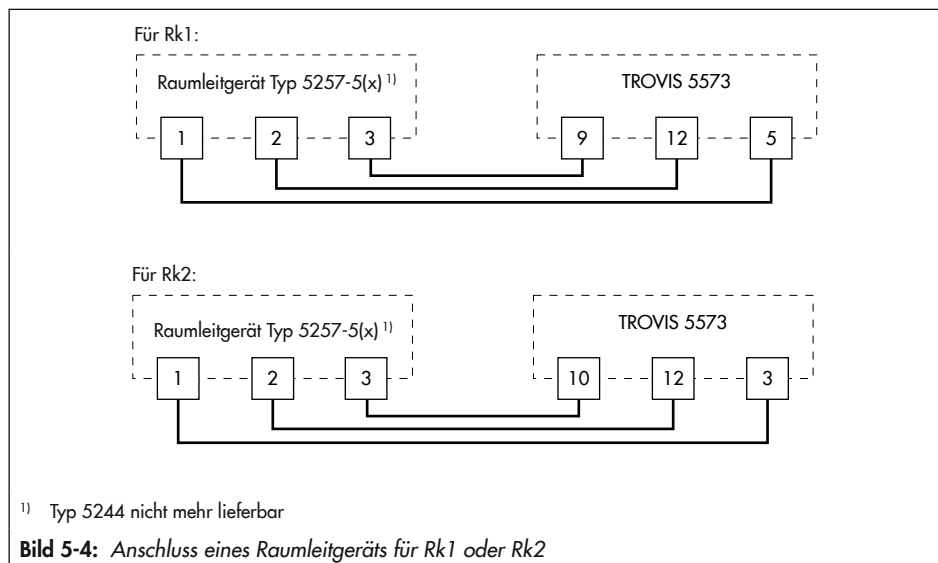 Für Rk1:
Raumleitgerät Typ 5257-5(x) 1) TROVIS 5573
1 2 3 9 12 5
Für Rk2:
Raumleitgerät Typ 5257-5(x) 1) TROVIS 5573
1 2 3 10 12 3
1) Typ 5244 nicht mehr lieferbar
Bild 5-4: Anschluss eines Raumleitgeräts für Rk1 oder Rk2